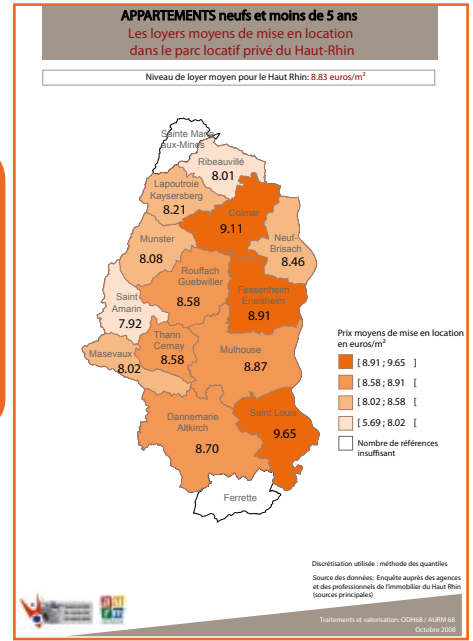 APPARTEMENTS neufs et moins de 5 ans
Les loyers moyens de mise en location
dans le parc locatif privé du Haut-Rhin
Niveau de loyer moyen pour le Haut Rhin: 8.83 euros/m²
Sainte Marie
aux-Mines
Ribeauvillé
8.01
Lapoutroie
Kaysersberg
8.21
Colmar
9.11
Munster
8.08
Neuf-
Brisach
8.46
Rouffach
Guebwiller
8.58
Fessenheim
Ensisheim
8.91
Saint
Amarin
7.92
Thann
Cernay
8.58
Masevaux
8.02
Mulhouse
8.87
Dannemarie
Altkirch
8.70
Saint Louis
9.65
Ferrette
Prix moyens de mise en location
en euros/m²
[ 8.91 ; 9.65 [
[ 8.58 ; 8.91 [
[ 8.02 ; 8.58 [
[ 5.69 ; 8.02 [
Nombre de références
insuffisant
Discrétisation utilisée : méthode des quantiles
Source des données: Enquête auprès des agences
et des professionnels de l'immobilier du Haut Rhin
(sources principales)
Traitements et valorisation: ODH68 / AURM 68
Octobre 2008